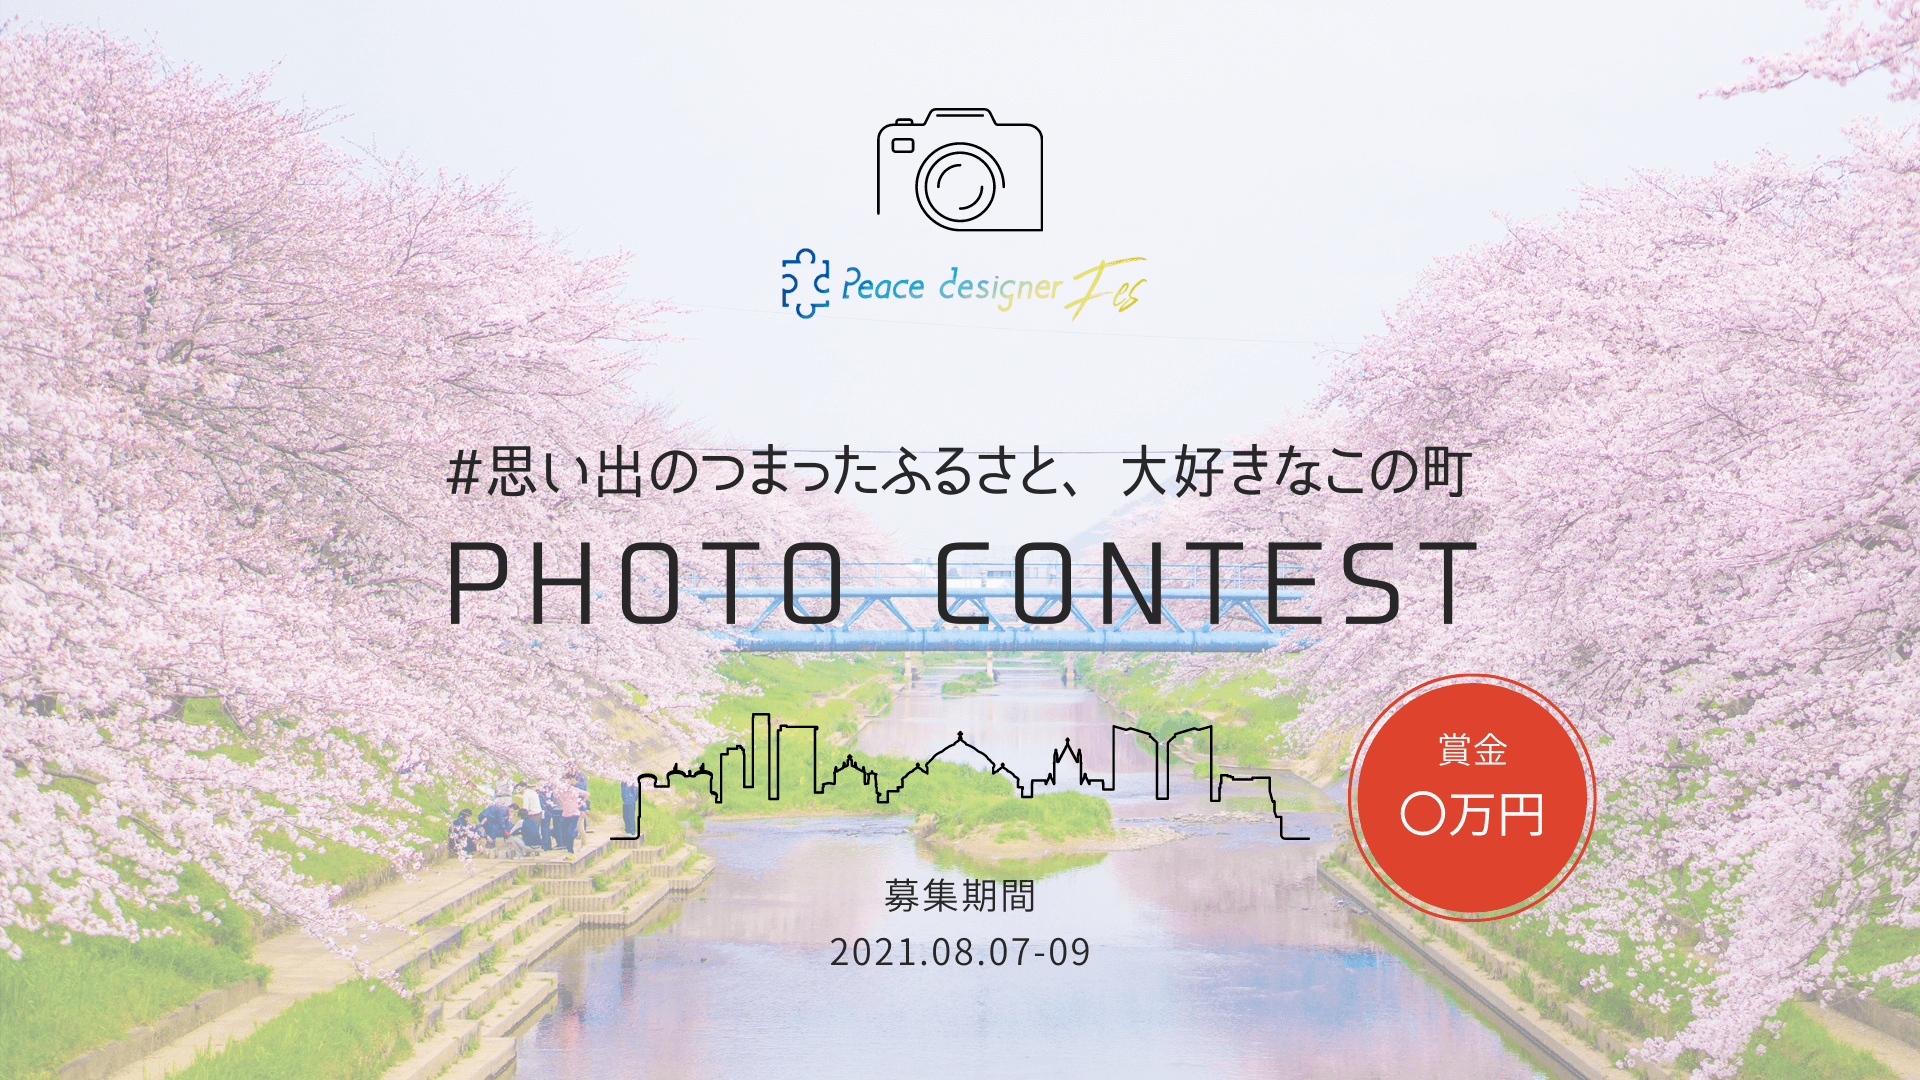 Peace designer Fes
#思い出のつまったふるさと、大好きなこの町
PHOTO CONTEST
賞金
〇万円
募集期間
2021.08.07-09